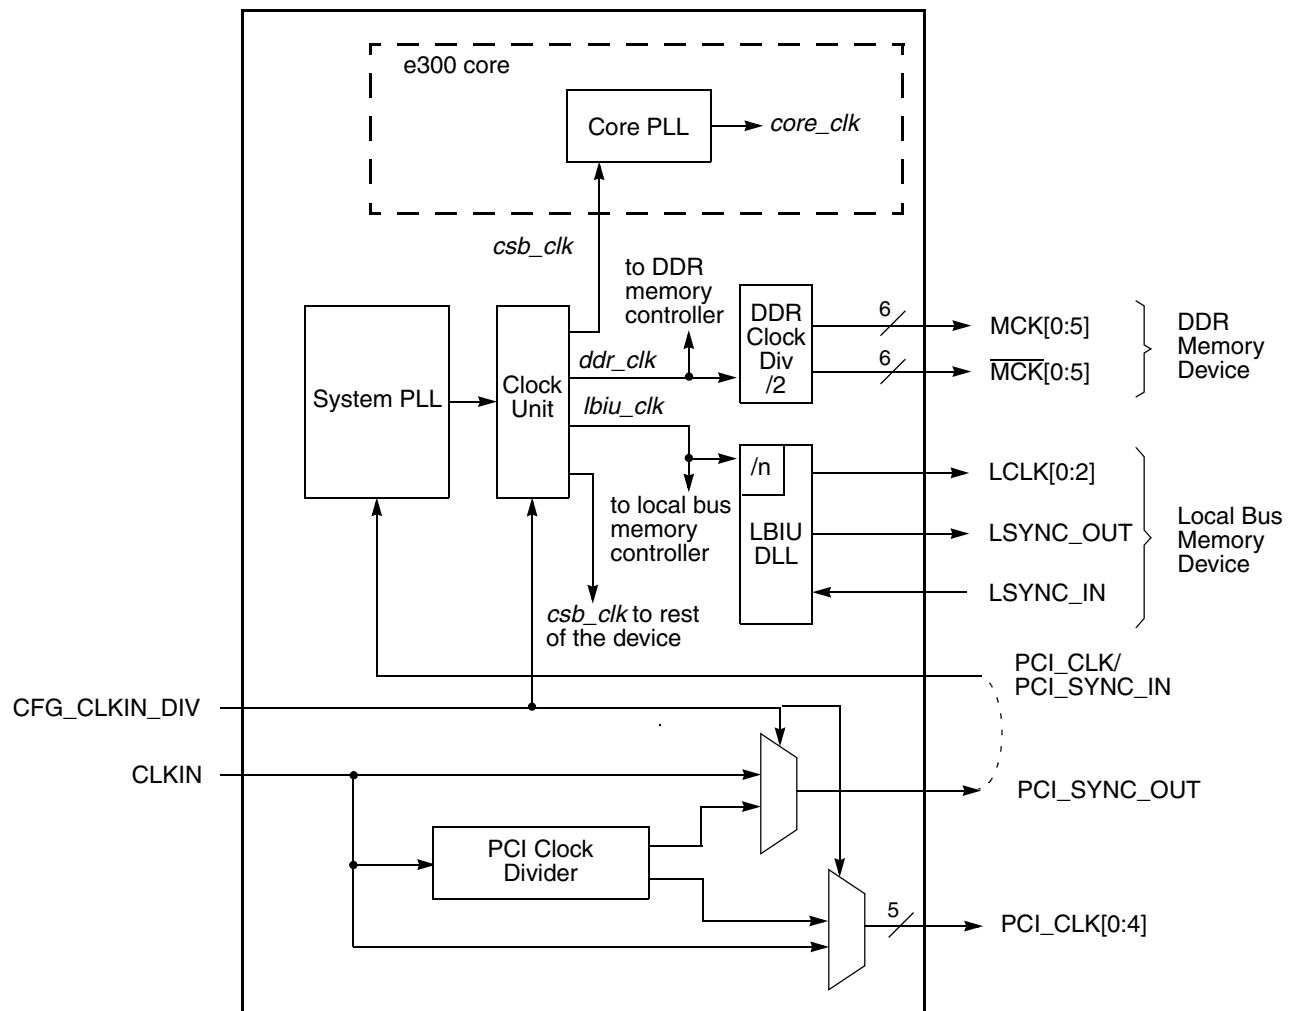 e300 core
Core PLL
core_clk
csb_clk
to DDR
memory
controller
DDR
Clock
Div
/2
6
MCK[0:5]
6
M̅C̅K̅[0:5]
DDR
Memory
Device
System PLL
Clock
Unit
ddr_clk
lbiu_clk
/n
LBIU
DLL
to local bus
memory
controller
LCLK[0:2]
LSYNC_OUT
LSYNC_IN
Local Bus
Memory
Device
csb_clk to rest
of the device
PCI_CLK/
PCI_SYNC_IN
CFG_CLKIN_DIV
CLKIN
PCI_SYNC_OUT
PCI Clock
Divider
5
PCI_CLK[0:4]